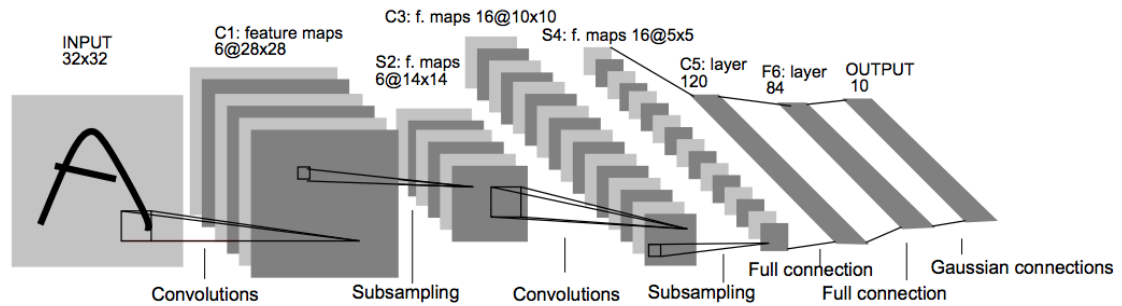 INPUT
32x32
C1: feature maps
6@28x28
S2: f. maps
6@14x14
C3: f. maps 16@10x10
S4: f. maps 16@5x5
C5: layer
120
F6: layer
84
OUTPUT
10
Convolutions
Subsampling
Convolutions
Subsampling
Full connection
Full connection
Gaussian connections